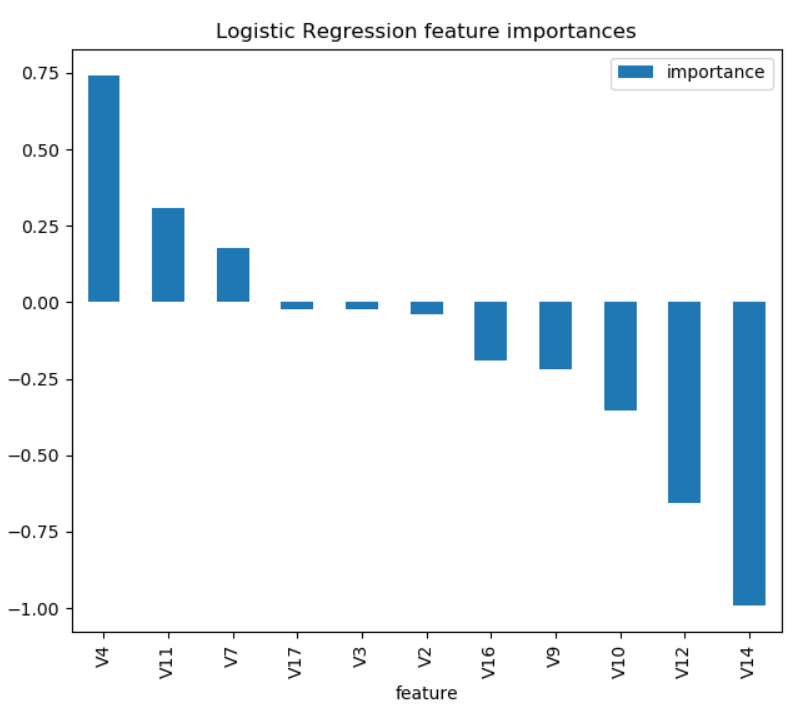 Logistic Regression feature importances
importance
0.75
0.50
0.25
0.00
−0.25
−0.50
−0.75
−1.00
V4 V11 V7 V17 V3 V2 V16 V9 V10 V12 V14
feature